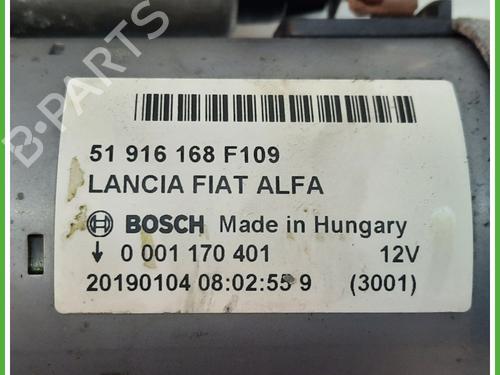 51 916 168 F109
LANCIA FIAT ALFA
BOSCH Made in Hungary
0 001 170 401 12V
20190104 08:02:55 9 (3001)
B-PARTS